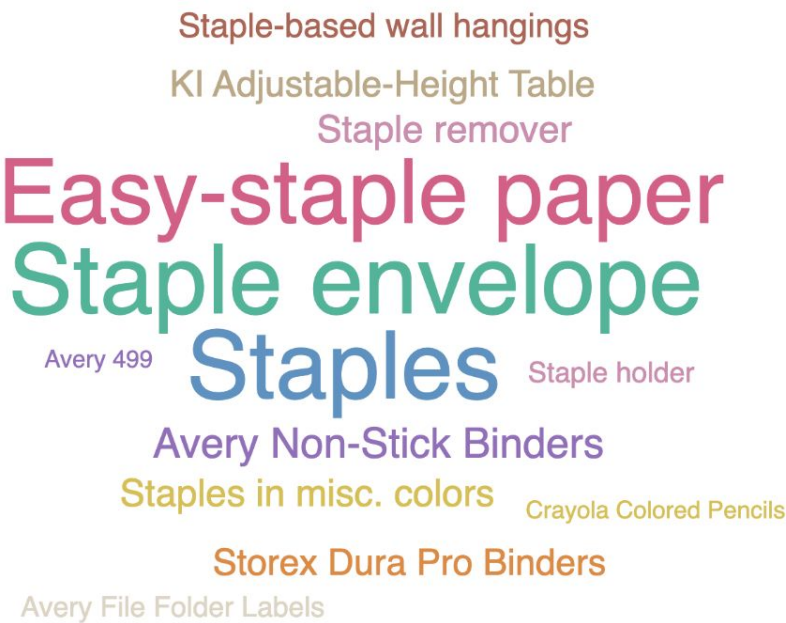 Staple-based wall hangings
KI Adjustable-Height Table
Staple remover
Easy-staple paper
Staple envelope
Staples
Avery 499
Staple holder
Avery Non-Stick Binders
Staples in misc. colors
Crayola Colored Pencils
Storex Dura Pro Binders
Avery File Folder Labels